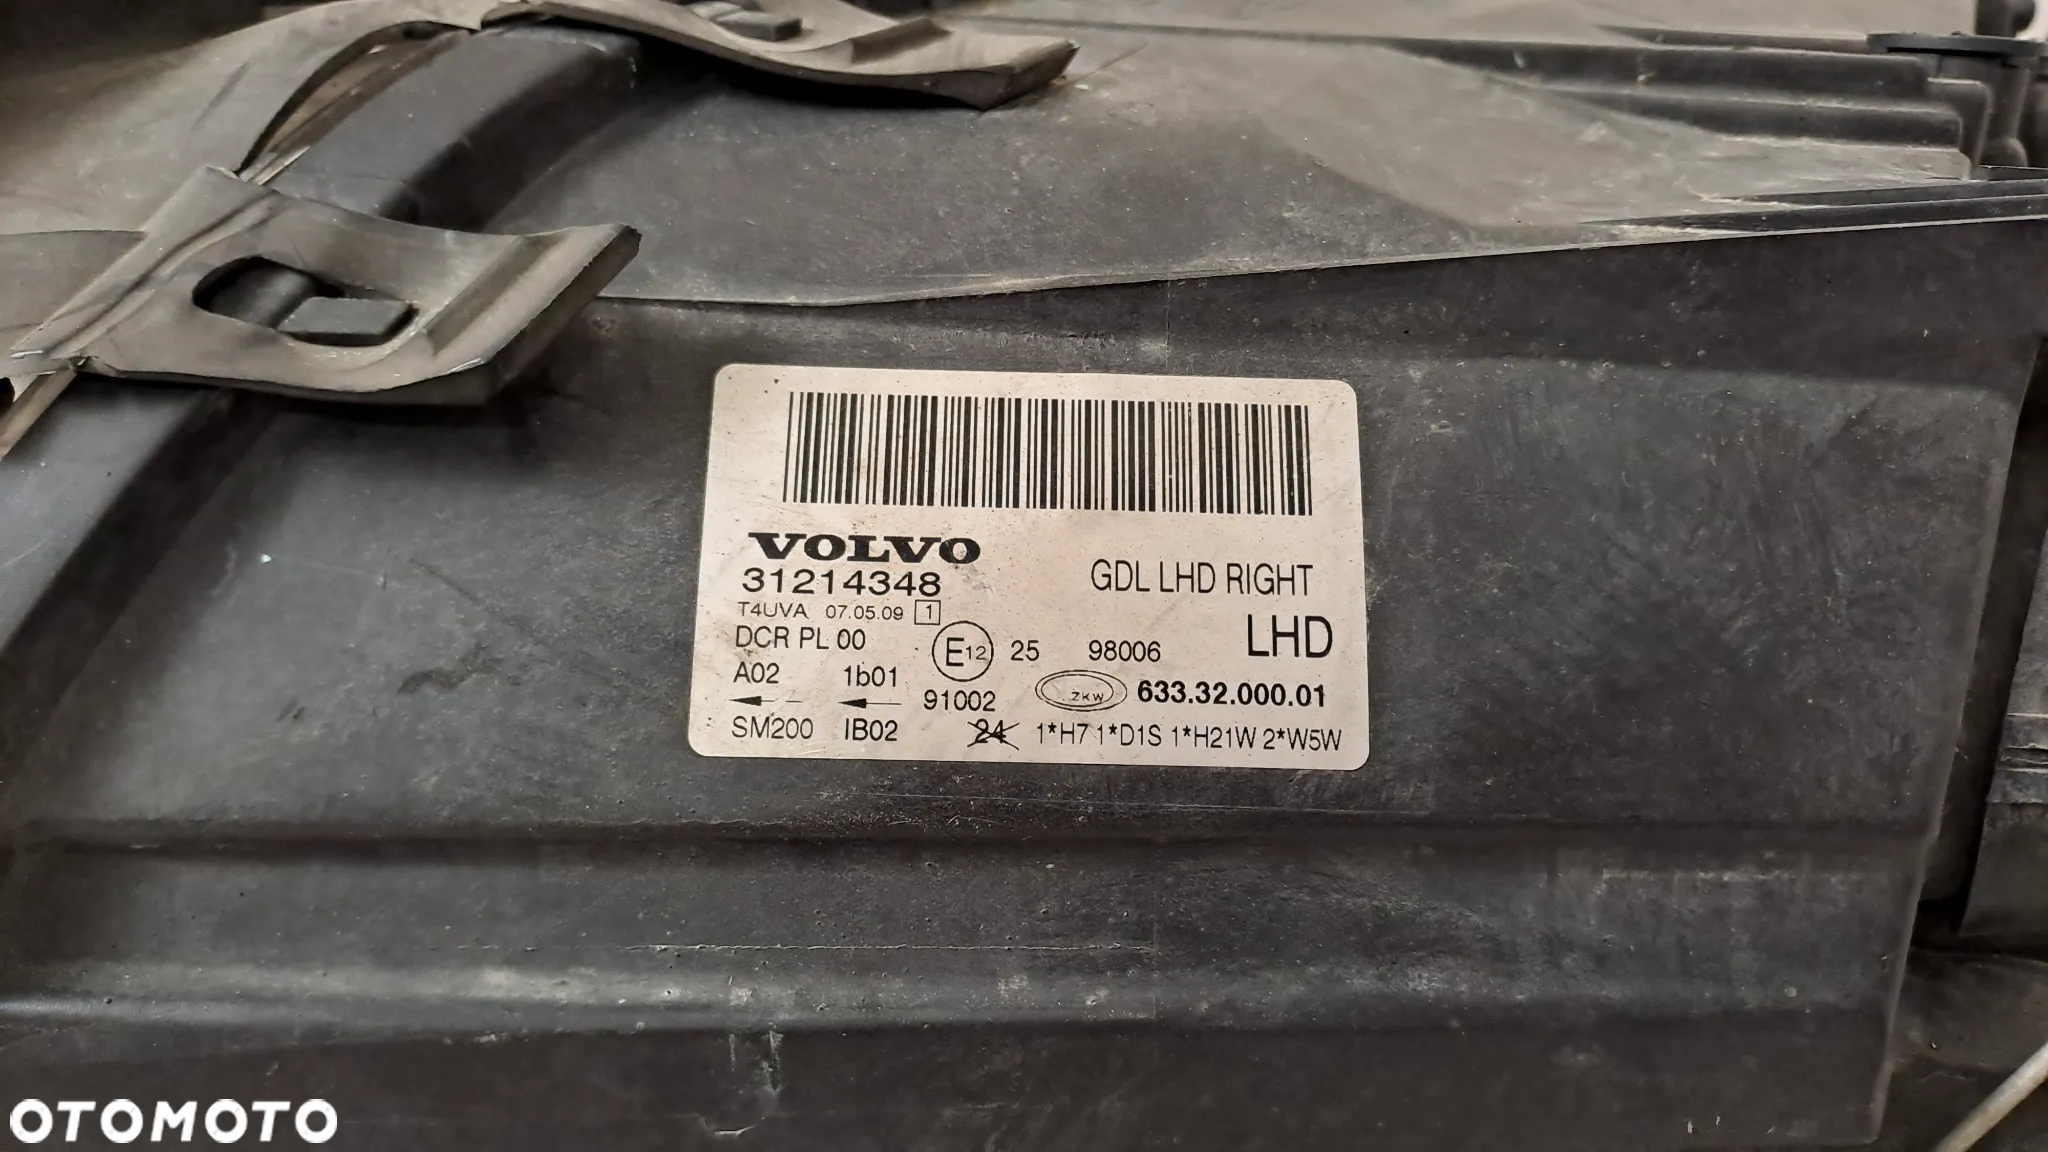 VOLVO
31214348
GDL LHD RIGHT
T4UVA 07.05.09 1
DCR PL 00
E12 25 98006 LHD
A02 1b01
91002 ZKW 633.32.000.01
SM200 IB02 24 1*H7 1*D1S 1*H21W 2*W5W
OTOMOTO